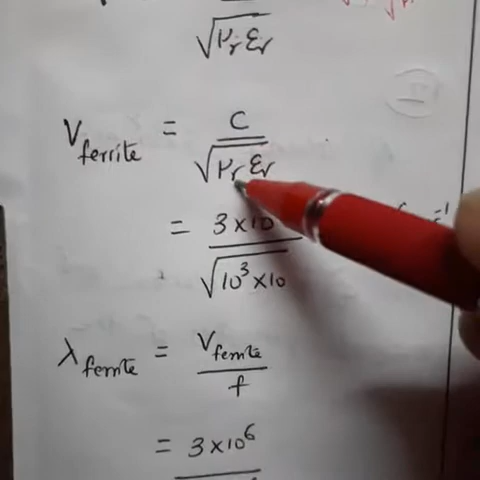 √μr εr
V ferrite = C / √μr εr
= 3 × 10 / √10³ × 10
λ ferrite = V ferrite / f
= 3 × 10⁶